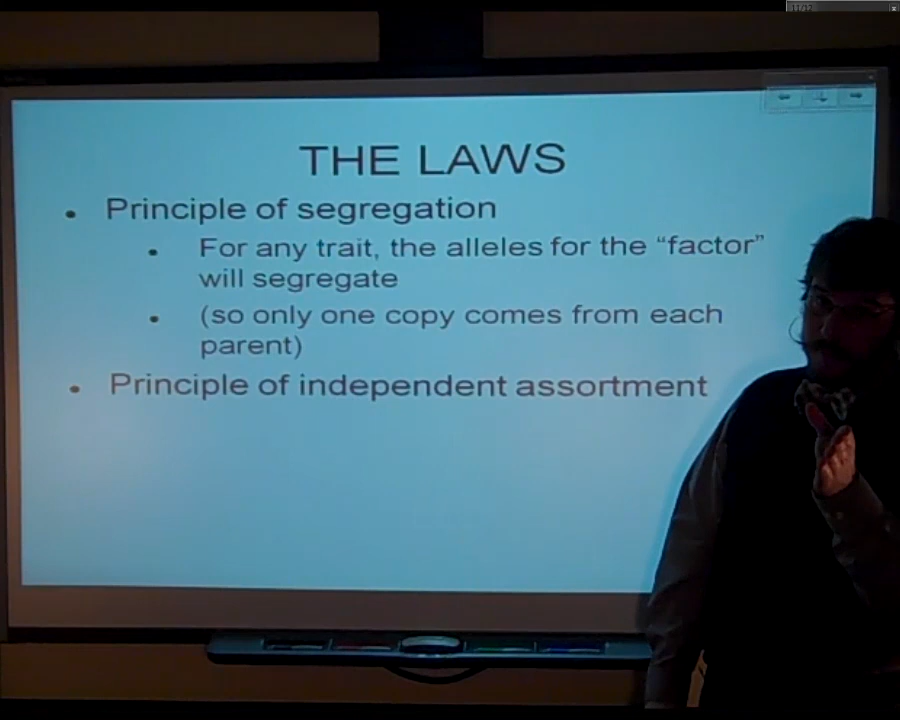 THE LAWS
• Principle of segregation
• For any trait, the alleles for the “factor”
will segregate
• (so only one copy comes from each
parent)
• Principle of independent assortment